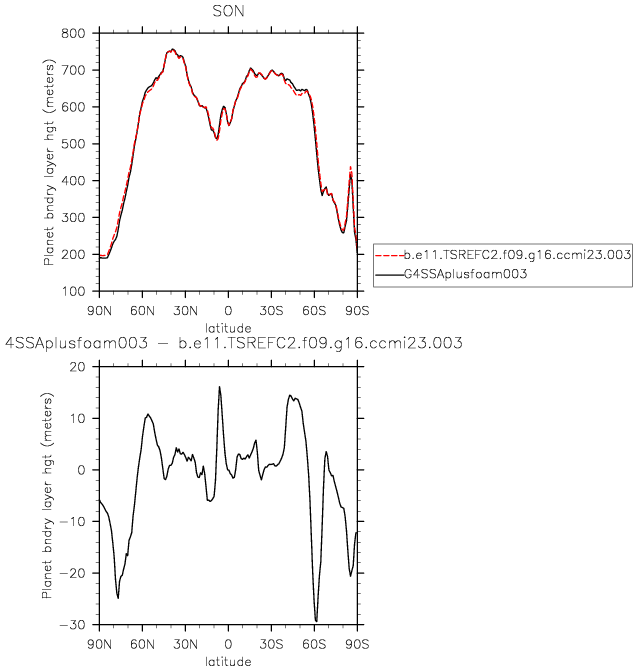 SON
800
700
600
500
400
300
200
100
Planet bndry layer hgt (meters)
90N 60N 30N 0 30S 60S 90S
latitude
b.e11.TSREFC2.f09.g16.ccmi23.003
G4SSAplusfoam003
4SSAplusfoam003 − b.e11.TSREFC2.f09.g16.ccmi23.003
20
10
0
−10
−20
−30
Planet bndry layer hgt (meters)
90N 60N 30N 0 30S 60S 90S
latitude